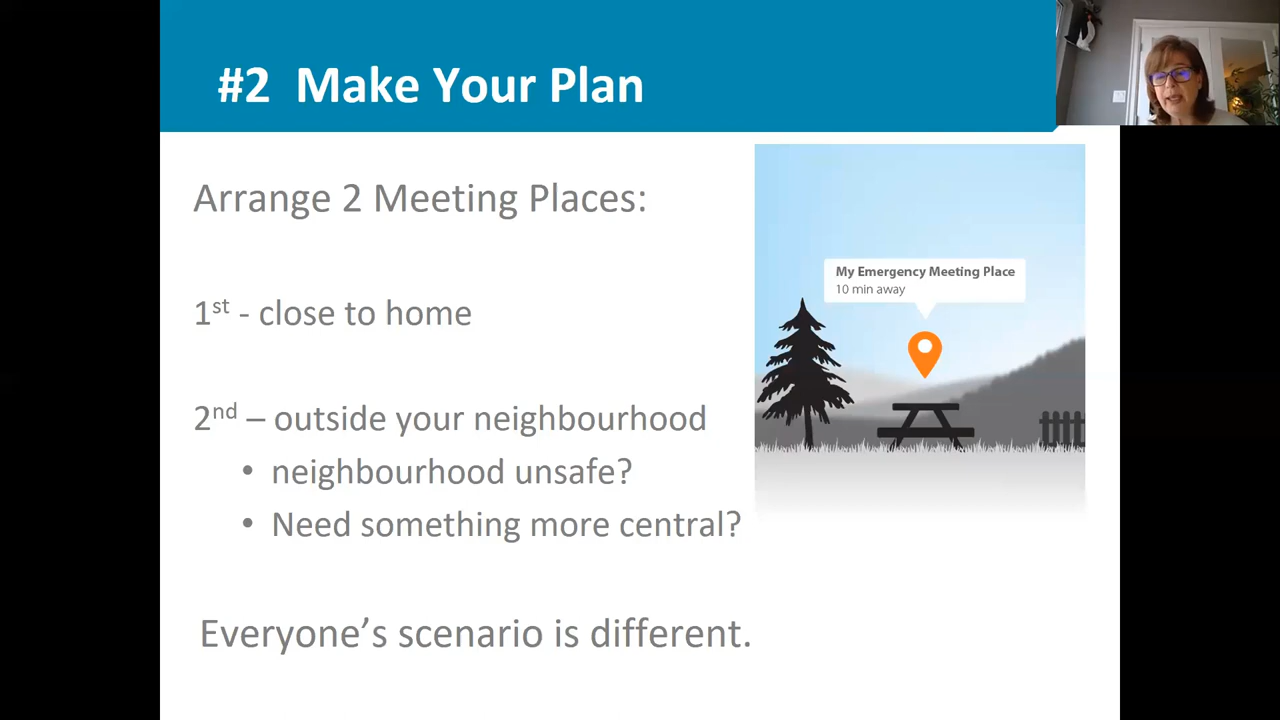 #2 Make Your Plan
Arrange 2 Meeting Places:
1st - close to home
2nd – outside your neighbourhood
• neighbourhood unsafe?
• Need something more central?
Everyone's scenario is different.
My Emergency Meeting Place
10 min away